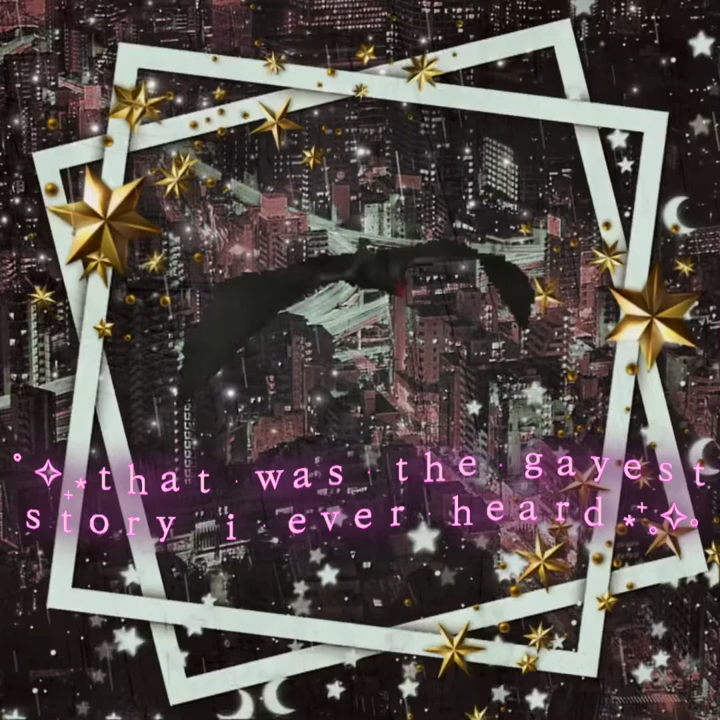 ˚✧₊⁎that was the gayest
story i ever heard⁎⁺˳✧༚